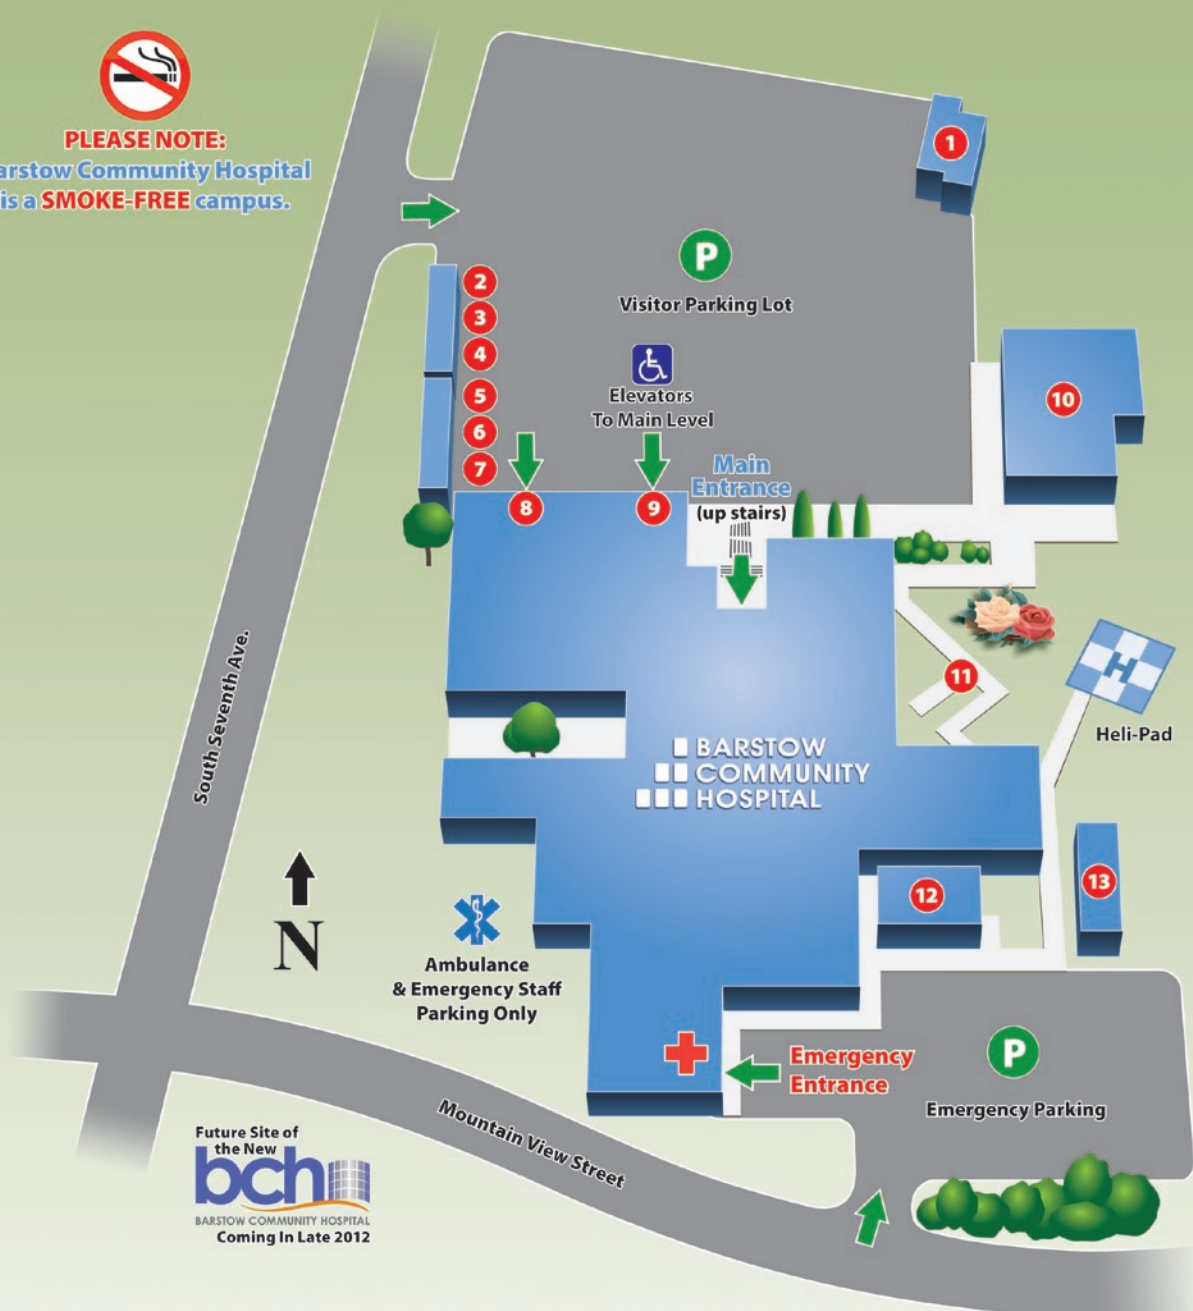 PLEASE NOTE:
arstow Community Hospital
is a SMOKE-FREE campus.
1
P
Visitor Parking Lot
2
3
4
5
6
7
Elevators
To Main Level
8
9
Main
Entrance
(up stairs)
10
11
H
Heli-Pad
South Seventh Ave.
BARSTOW
COMMUNITY
HOSPITAL
12
13
N
Ambulance
& Emergency Staff
Parking Only
Emergency
Entrance
P
Emergency Parking
Mountain View Street
Future Site of
the New
bch
BARSTOW COMMUNITY HOSPITAL
Coming In Late 2012